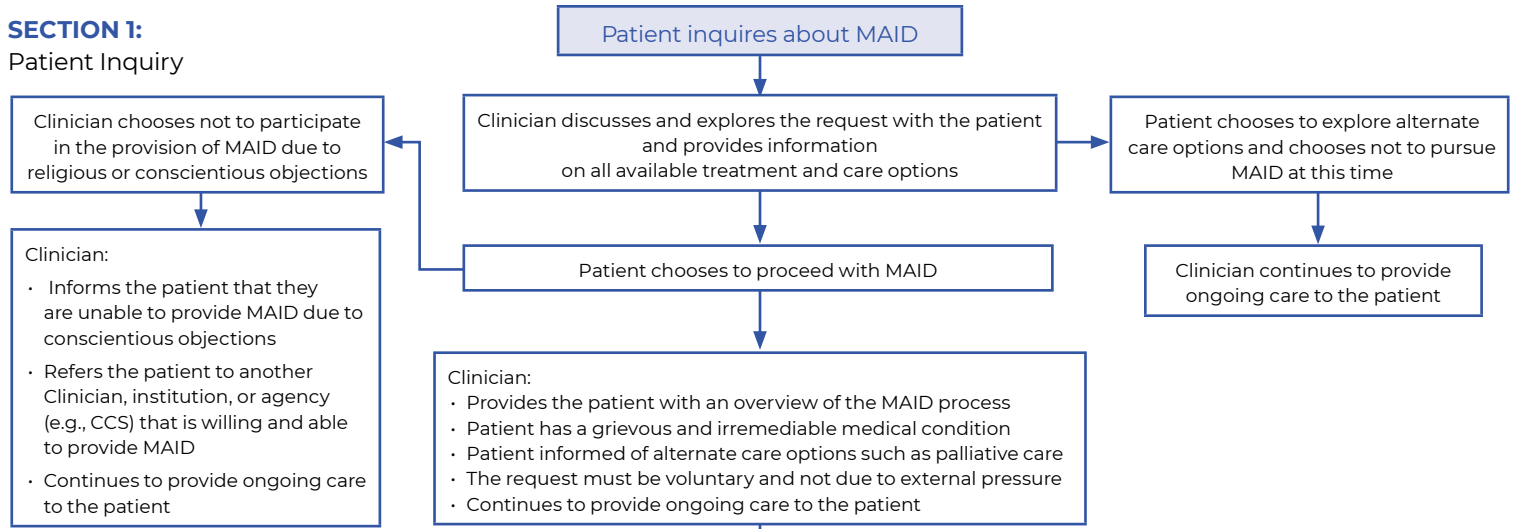 SECTION 1:
Patient Inquiry
Patient inquires about MAID
Clinician chooses not to participate
in the provision of MAID due to
religious or conscientious objections
Clinician discusses and explores the request with the patient
and provides information
on all available treatment and care options
Patient chooses to explore alternate
care options and chooses not to pursue
MAID at this time
Clinician:
· Informs the patient that they
are unable to provide MAID due to
conscientious objections
· Refers the patient to another
Clinician, institution, or agency
(e.g., CCS) that is willing and able
to provide MAID
· Continues to provide ongoing care
to the patient
Patient chooses to proceed with MAID
Clinician continues to provide
ongoing care to the patient
Clinician:
· Provides the patient with an overview of the MAID process
· Patient has a grievous and irremediable medical condition
· Patient informed of alternate care options such as palliative care
· The request must be voluntary and not due to external pressure
· Continues to provide ongoing care to the patient